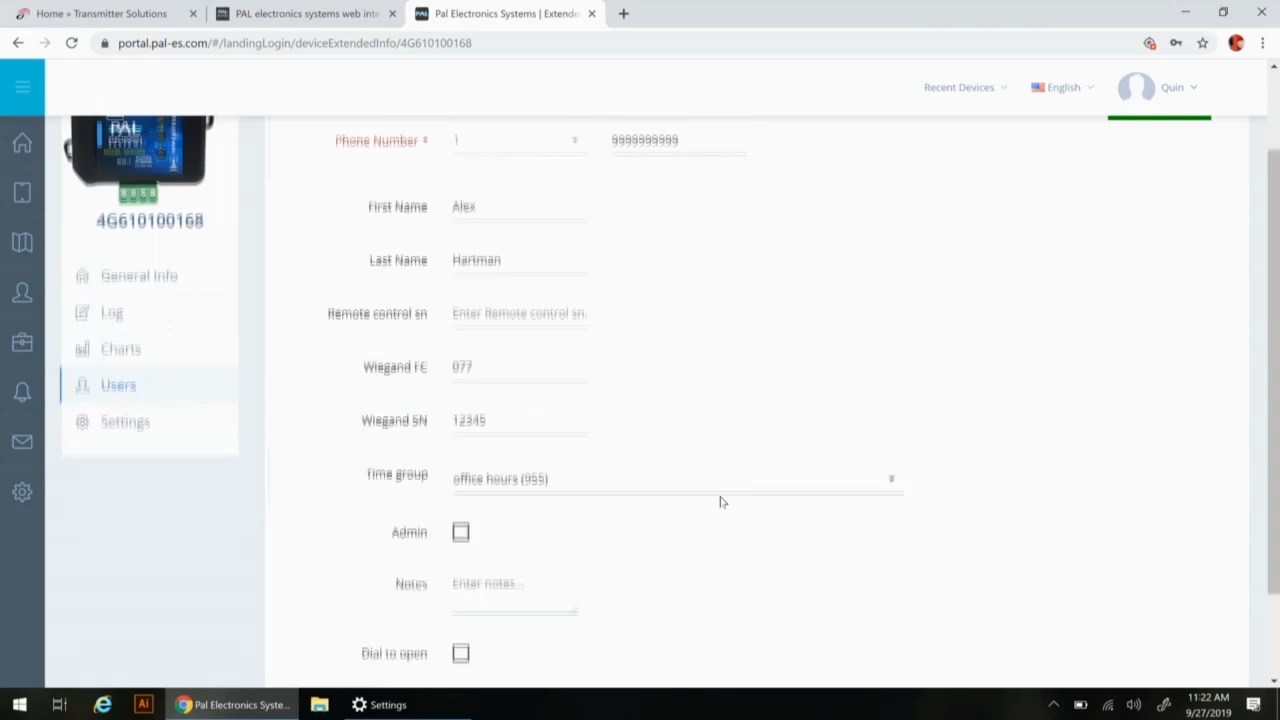 Home » Transmitter Solutions
PAL electronics systems web inte
Pal Electronics Systems | Extende
portal.pal-es.com/#/landingLogin/deviceExtendedInfo/4G610100168
Recent Devices
English
Quin
PAL
4G610100168
General Info
Log
Charts
Users
Settings
Phone Number *
1
9999999999
First Name
Alex
Last Name
Hartman
Remote control sn
Enter Remote control sn.
Wiegand FC
077
Wiegand SN
12345
Time group
office hours (955)
Admin
Notes
Enter notes...
Dial to open
Ai
Pal Electronics Syste...
Settings
11:22 AM
9/27/2019